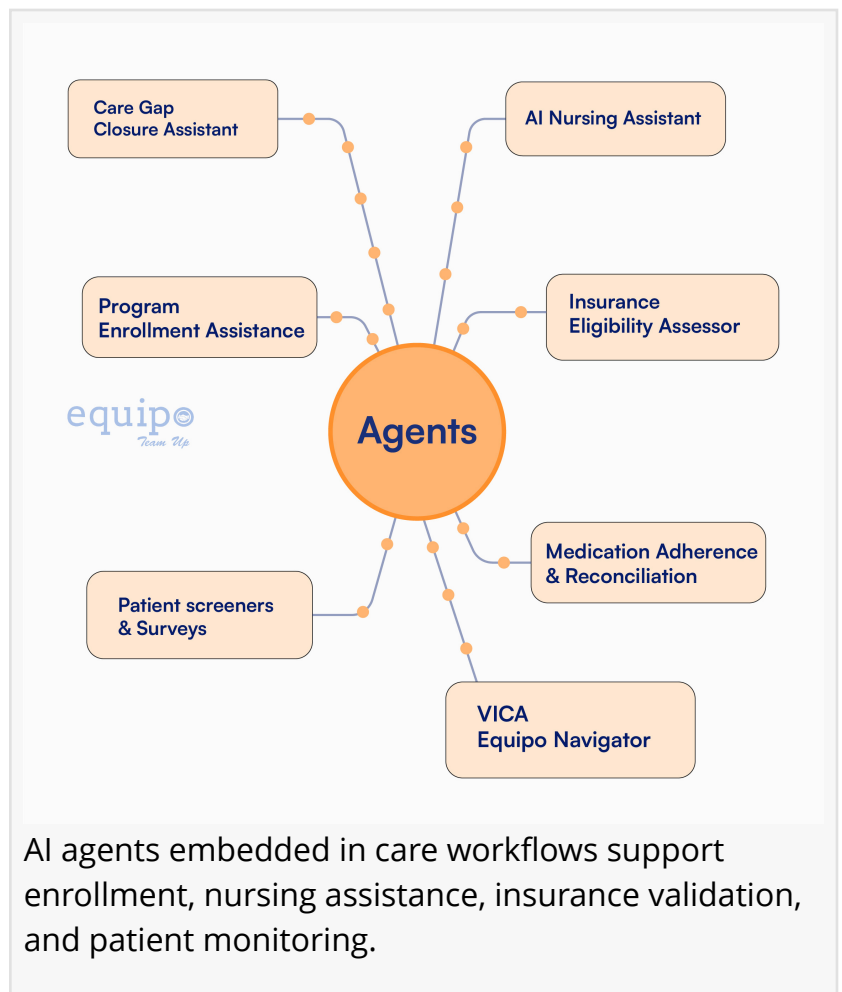 Care Gap
Closure Assistant
AI Nursing Assistant
Program
Enrollment Assistance
Insurance
Eligibility Assessor
equipo
Team Up
Agents
Medication Adherence
& Reconciliation
Patient screeners
& Surveys
VICA
Equipo Navigator
AI agents embedded in care workflows support
enrollment, nursing assistance, insurance validation,
and patient monitoring.